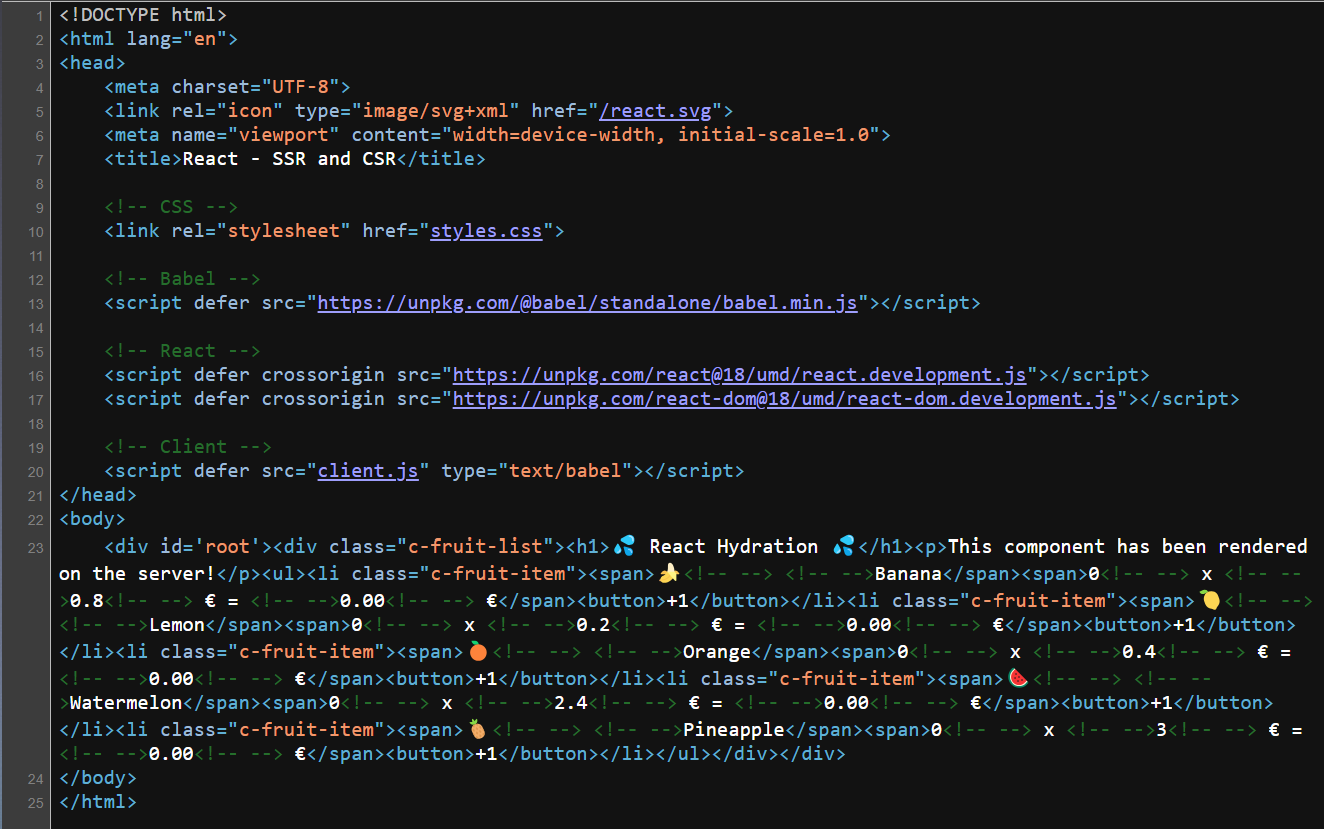 1 <!DOCTYPE html>
2 <html lang="en">
3 <head>
4     <meta charset="UTF-8">
5     <link rel="icon" type="image/svg+xml" href="/react.svg">
6     <meta name="viewport" content="width=device-width, initial-scale=1.0">
7     <title>React - SSR and CSR</title>
8
9     <!-- CSS -->
10     <link rel="stylesheet" href="styles.css">
11
12     <!-- Babel -->
13     <script defer src="https://unpkg.com/@babel/standalone/babel.min.js"></script>
14
15     <!-- React -->
16     <script defer crossorigin src="https://unpkg.com/react@18/umd/react.development.js"></script>
17     <script defer crossorigin src="https://unpkg.com/react-dom@18/umd/react-dom.development.js"></script>
18
19     <!-- Client -->
20     <script defer src="client.js" type="text/babel"></script>
21 </head>
22 <body>
23     <div id='root'><div class="c-fruit-list"><h1>💦 React Hydration 💦</h1><p>This component has been rendered
on the server!</p><ul><li class="c-fruit-item"><span>🍌<!-- --> <!-- -->Banana</span><span>0<!-- --> x <!-- --
>0.8<!-- --> € = <!-- -->0.00<!-- --> €</span><button>+1</button></li><li class="c-fruit-item"><span>🍋<!-- -->
<!-- -->Lemon</span><span>0<!-- --> x <!-- -->0.2<!-- --> € = <!-- -->0.00<!-- --> €</span><button>+1</button>
</li><li class="c-fruit-item"><span>🍊<!-- --> <!-- -->Orange</span><span>0<!-- --> x <!-- -->0.4<!-- --> € =
<!-- -->0.00<!-- --> €</span><button>+1</button></li><li class="c-fruit-item"><span>🍉<!-- --> <!-- --
>Watermelon</span><span>0<!-- --> x <!-- -->2.4<!-- --> € = <!-- -->0.00<!-- --> €</span><button>+1</button>
</li><li class="c-fruit-item"><span>🍍<!-- --> <!-- -->Pineapple</span><span>0<!-- --> x <!-- -->3<!-- --> € =
<!-- -->0.00<!-- --> €</span><button>+1</button></li></ul></div></div>
24 </body>
25 </html>